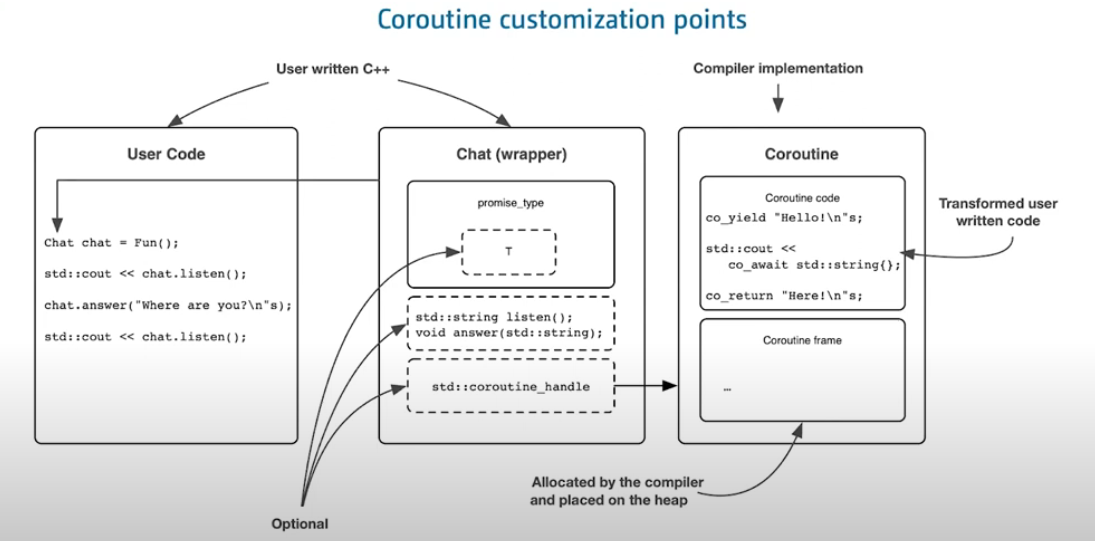 Coroutine customization points
User written C++
Compiler implementation
User Code
Chat chat = Fun();
std::cout << chat.listen();
chat.answer("Where are you?\n"s);
std::cout << chat.listen();
Chat (wrapper)
promise_type
T
std::string listen();
void answer(std::string);
std::coroutine_handle
Coroutine
Coroutine code
co_yield "Hello!\n"s;
std::cout <<
co_await std::string{};
co_return "Here!\n"s;
Coroutine frame
…
Transformed user
written code
Allocated by the compiler
and placed on the heap
Optional